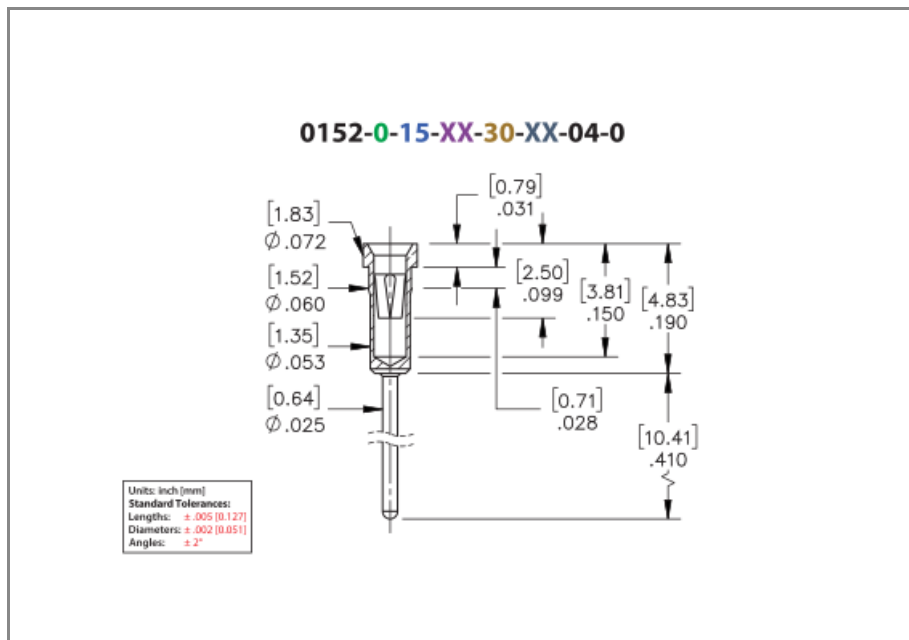 0152-0-15-XX-30-XX-04-0
[0.79]
.031
[1.83]
Ø.072
[1.52]
Ø.060
[1.35]
Ø.053
[0.64]
Ø.025
[2.50]
.099
[3.81]
.150
[4.83]
.190
[0.71]
.028
[10.41]
.410
Units: inch [mm]
Standard Tolerances:
Lengths: ±.005 [0.127]
Diameters: ±.002 [0.051]
Angles: ±2°